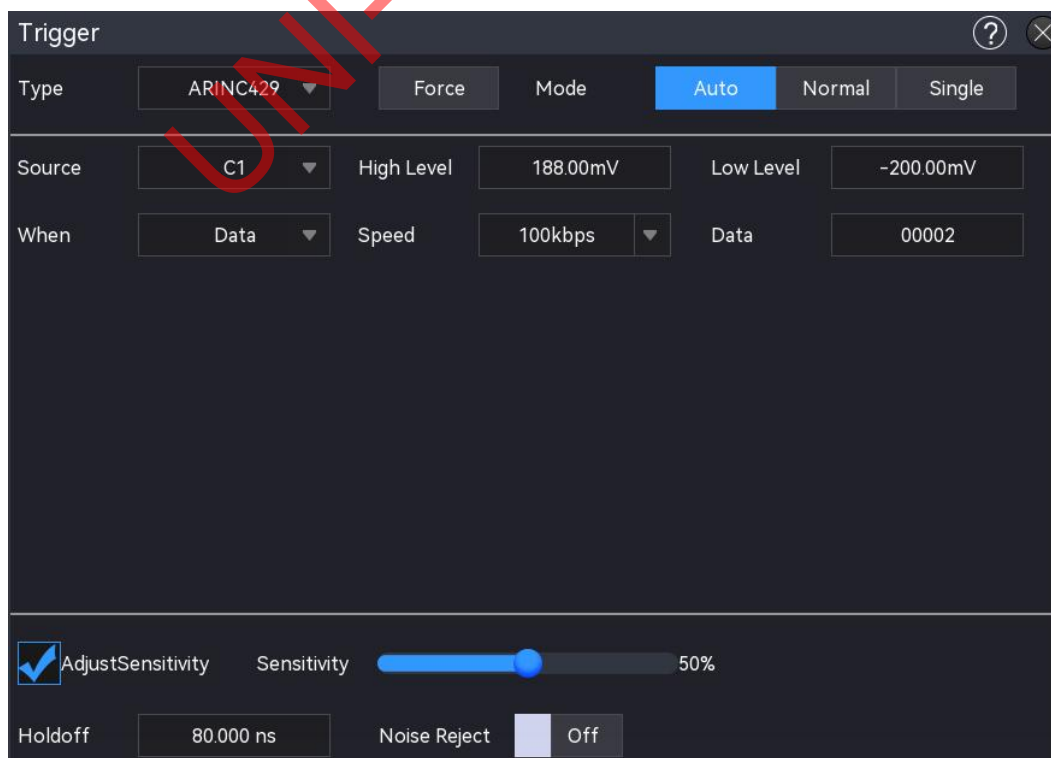 Trigger ?
Type ARINC429 Force Mode Auto Normal Single
Source C1 High Level 188.00mV Low Level -200.00mV
When Data Speed 100kbps Data 00002
AdjustSensitivity Sensitivity 50%
Holdoff 80.000 ns Noise Reject Off
UNI